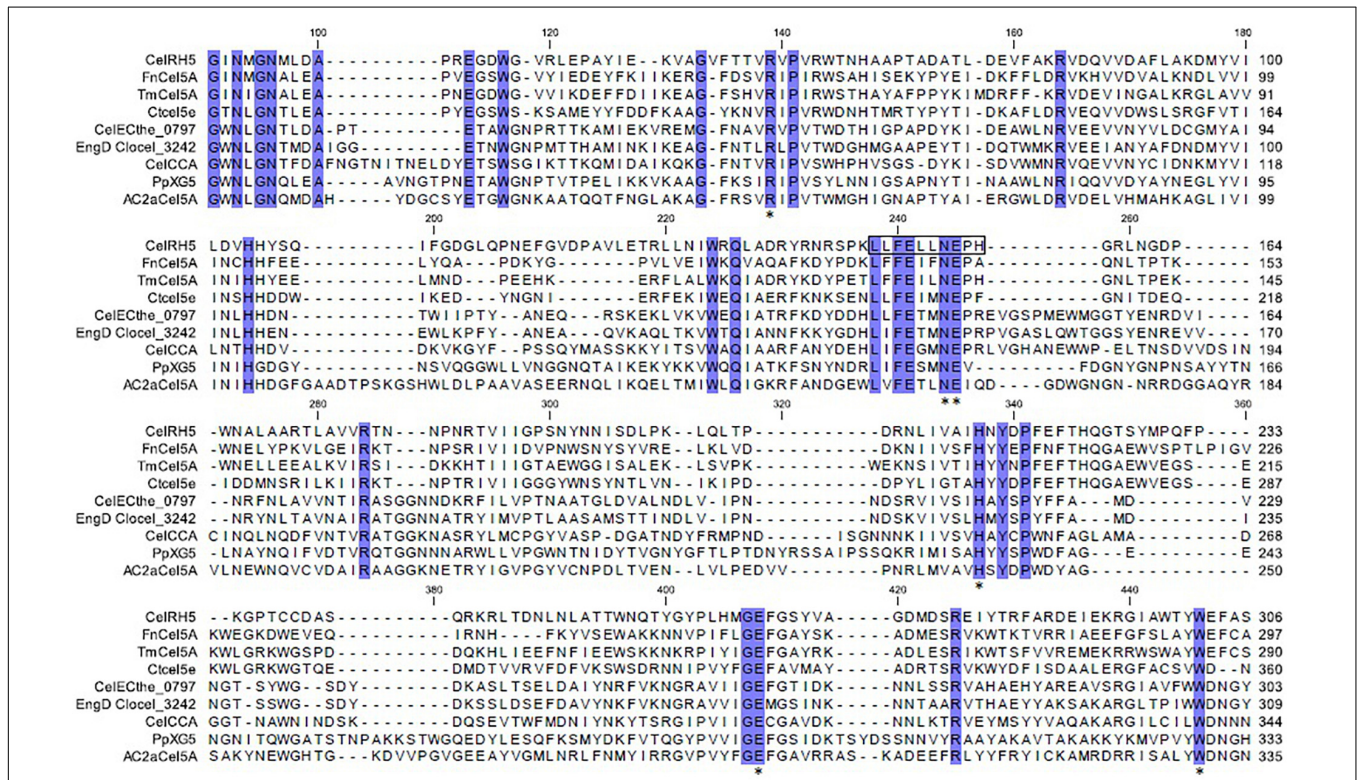 100 120 140 160 180
CelRH5 GINMGNMLDA----------PREGDWG-VRLEPAYIE-KVAGVFTTVRVPVRWTNHAAPTADATL-DEVFAKRVDQVVDAFLAKDMYVI 100
FnCel5A GINIGNALEA----------PVEGSWG-VYIEDEYFKIIKERG-FDSVRIPIRWSAHISEKYPYEI-DKFFLDRVKHVVDVALKNDLVVI 99
TmCel5A GINIGNALEA----------PNEGDWG-VVIKDEFFDIIKEAG-FSHVRIPIRWSTHAYAFPPYKIMDRFF-KRVDEVINGALKRGLAVV 91
Ctcel5e GTNLGNTLEA----------PYEGSWS-KSAMEYYFDDFKAAG-YKNVRIPVRWDNHTMRTYPYTI-DKAFLDRVEQVVDWSLSRGFVTI 164
CelECthe_0797 GWNLGNTLDA-PT---------ETAWGNPRTTKAMIEKVREMG-FNAVRVPVTWDTHIGPAPDYKI-DEAWLNRVEEVVNYVLDCGMYAI 94
EngD Clocel_3242 GWNLGNTMDAIGG---------ETNWGNPMTTHAMINKIKEAG-FNTLRLPVTWDGHMGAAPEYTI-DQTWMKRVEEIANYAFDNDMYVI 100
CelCCA GWNLGNTFDAFNGTNITNELDYETSWSGIKTTKQMIDAIKQKG-FNTVRIPVSWHPHVSGS-DYKI-SDVWMNRVQEVVNYCIDNKMYVI 118
PpXG5 GWNLGNQLEA-----AVNGTPNETAWGNPTVTPELIKKVKAAG-FKSIRIPVSYLNNIGSAPNYTI-NAAWLNRIQQVVDYAYNEGLYVI 95
AC2aCel5A GWNLGNQMDAH-----YDGCSYETGWGNKAATQQTFNGLAKAG-FRSVRIPVTWMGHIGNAPTYAI-ERGWLDRVDELVHMAHKAGLIVI 99
*
200 220 240 260
CelRH5 LDVHHYSQ----------IFGDGLQPNEFGVDPAVLETRLLNIWRQLADRYRNRSPKLLFELLNEPH----------GRLNGDP------ 164
FnCel5A INCHHFEE----------LYQA--PDKYG-----PVLVEIWKQVAQAFKDYPDKLFFEIFNEPA----------QNLTPTK------ 153
TmCel5A INIHHYEE----------LMND--PEEHK------ERFLALWKQIADRYKDYPETLFFEILNEPH----------GNLTPEK------ 145
Ctcel5e INSHHDDW----------IKED--YNGNI------ERFEKIWEQIAERFKNKSENLLFEIMNEPF----------GNITDEQ------ 218
CelECthe_0797 INLHHDN----------TWIIPTY-ANEQ--RSKEKLVKVWEQIATRFKDYDDHLLFETMNEPREVGSPMEWMGGTYENRDVI----- 164
EngD Clocel_3242 INLHHEN----------EWLKPFY-ANEA--QVKAQLTKVWTQIANNFKKYGDHLIFETMNEPRPVGASLQWTGGSYENREVV---- 170
CelCCA LNTHHDV----------DKVKGYF-PSSQYMASSKKYITSVWAQIAARFANYDEHLIFEGMNEPRLVGHANEWWP-ELTNSDVVDSIN 194
PpXG5 INIHGDGY---------NSVQGGWLLVNGGNQTAIKEKYKKVWQQIATKFSNYNDRLIFESMNEV-------FDGNYGNPNSAYYTN 166
AC2aCel5A INIHHDGFGAADTPSKGSHWLDLPAAVASEERNQLIKQELTMIWLQIGKRFANDGEWLVFETLNEIQD----GDWGNGN-NRRDGGAQYR 184
**
280 300 320 340 360
CelRH5 -WNALAARTLAVVRTN---NPNRTVIIGPSNYNNISDLPK--LQLTP---------DRNLIVAIHNYDPFEFTHQGTSYMPQFP---- 233
FnCel5A -WNELYPKVLGEIRKT---NPSRIVIIDVPNWSNYSYVRE--LKLVD---------DKNIIVSFHYYEPFNFTHQGAEWVSPTLPIGV 226
TmCel5A -WNELLEEALKVIRSI---DKKHTIIIGTAEWGGISALEK--LSVPK--------WEKNSIVTIHYYNPFEFTHQGAEWVEGS----E 215
Ctcel5e -IDDMNSRILKIIRKT---NPTRIVIIGGGYWNSYNTLVN---IKIPD---------DPYLIGTAHYYDPFEFTHQGAEWVEGS----E 287
CelECthe_0797 --NRFNLAVVNTIRASGGNNDKRFILVPTNAATGLDVALNDLV-IPN---------NDSRVIVSIHAYSPYFFA---MD-------V 229
EngD Clocel_3242 --NRYNLTAVNAIRATGGNNATRYIMVPTLAASAMSTTINDLV-IPN---------NDSKVIVSLHMYSPYFFA---MD-------I 235
CelCCA CINQLNQDFVNTVRATGGKNASRYLMCPGYVASP-DGATNDYFRMPND------ISGNNNKIIVSVHAYCPWNFAGLAMA------D 268
PpXG5 -LNAYNQIFVDTVRQTGGNNNARWLLVPGWNTNIDYTVGNYGFTLPTDNYRSSAIPSSQKRIMISAHYYSPWDFAG---E------E 243
AC2aCel5A VLNEWNQVCVDAIRAAGGKNETRYIGVPGYVCNPDLTVEN-LVLPEDVV------PNRLMVAVHSYDPWDYAG------------- 250
*
380 400 420 440
CelRH5 --KGPTCCDAS----------QRKRLTDNLNLATTWNQTYGYPLHMGEFGSYVA-----GDMDSREIYTRFARDEIEKRGIAWTYWEFAS 306
FnCel5A KWEGKDWEVEQ----------IRNH---FKYVSEWAKKNNVPIFLGEFGAYSK-----ADMESRVKWTKTVRRIAEEFGFSLAYWEFCA 297
TmCel5A KWLGRKWGSPD----------DQKHLIEEFNFIEEWSKKNKRPIYIGEFGAYRK-----ADLESRIKWTSFVVREMEKRRWSWAYWEFCS 290
Ctcel5e KWLGRKWGTQE----------DMDTVVRVFDFVKSWSDRNNIPVYFGEFAVMAY-----ADRTSRVKWYDFISDAALERGFACSVWD--N 360
CelECthe_0797 NGT-SYWG--SDY--------DKASLTSELDAIYNRFVKNGRAVIIGEFGTIDK-----NNLSSRVAHAEHYAREAVSRGIAVFWWDNGY 303
EngD Clocel_3242 NGT-SSWG--SDY--------DKSSLDSEFDAVYNKFVKNGRAVVIGEMGSINK-----NNTAARVTHAEYYAKSAKARGLTPIWWDNGY 309
CelCCA GGT-NAWNINDSK--------DQSEVTWFMDNIYNKYTSRGIPVIIGECGAVDK-----NNLKTRVEYMSYYVAQAKARGILCILWDNNN 344
PpXG5 NGNITQWGATSTNPAKKSTWGQEDYLESQFKSMYDKFVTQGYPVVIGEFGSIDKTSYDSSNNVYRAAYAKAVTAKAKKYKMVPVYWDNGH 333
AC2aCel5A SAKYNEWGHTG---KDVVPGVGEEAYVGMLNRLFNMYIRRGVPVYFGEFGAVRRAS--KADEEFRLYYFRYICKAMRDRRISALYWDNGN 335
* *